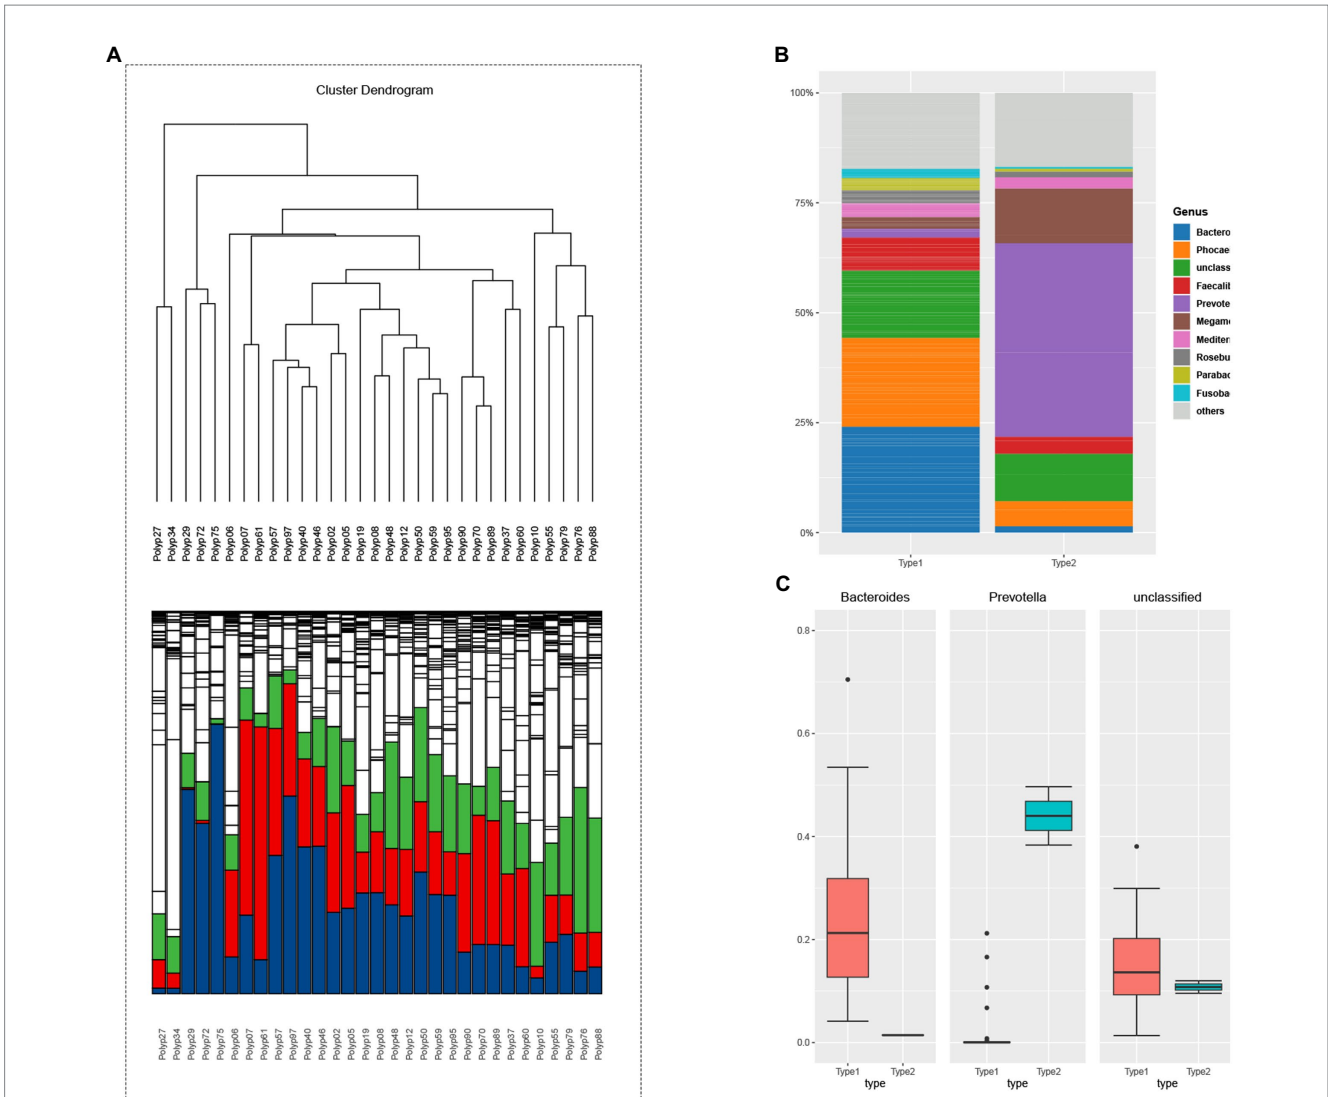 A
Cluster Dendrogram
Polyp27
Polyp34
Polyp29
Polyp72
Polyp75
Polyp06
Polyp07
Polyp61
Polyp57
Polyp97
Polyp40
Polyp46
Polyp02
Polyp05
Polyp19
Polyp08
Polyp48
Polyp12
Polyp50
Polyp59
Polyp95
Polyp90
Polyp70
Polyp89
Polyp37
Polyp60
Polyp10
Polyp55
Polyp79
Polyp76
Polyp88
Polyp27
Polyp34
Polyp29
Polyp72
Polyp75
Polyp06
Polyp07
Polyp61
Polyp57
Polyp97
Polyp40
Polyp46
Polyp02
Polyp05
Polyp19
Polyp08
Polyp48
Polyp12
Polyp50
Polyp59
Polyp95
Polyp90
Polyp70
Polyp89
Polyp37
Polyp60
Polyp10
Polyp55
Polyp79
Polyp76
Polyp88
B
100%
75%
50%
25%
0%
Type1 Type2
Genus
Bactero
Phocae
unclass
Faecalib
Prevote
Megamo
Mediter
Rosebu
Parabac
Fusoba
others
C
Bacteroides Prevotella unclassified
0.8
0.6
0.4
0.2
0.0
Type1 Type2 Type1 Type2 Type1 Type2
type type type